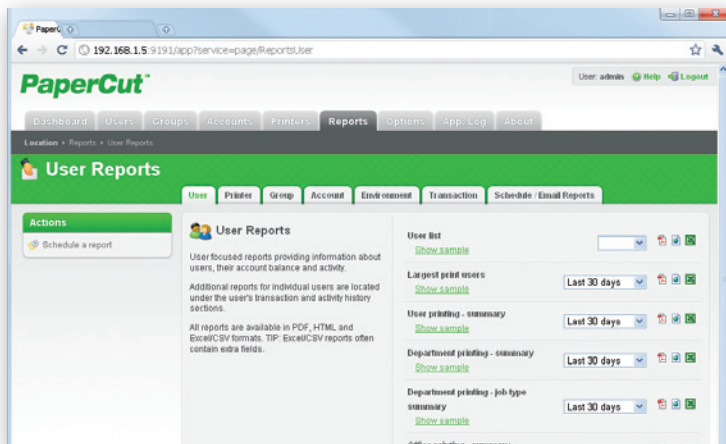 PaperC
192.168.1.5:9191/app?service=page/ReportsUser
PaperCut™
User: admin Help Logout
Dashboard Users Groups Accounts Printers Reports Options App. Log About
Location • Reports • User Reports
User Reports
User Printer Group Account Environment Transaction Schedule / Email Reports
Actions
Schedule a report
User Reports
User focused reports providing information about
users, their account balance and activity.
Additional reports for individual users are located
under the user's transaction and activity history
sections.
All reports are available in PDF, HTML and
Excel/CSV formats. TIP: Excel/CSV reports often
contain extra fields.
User list
Show sample
Largest print users
Show sample
Last 30 days
User printing - summary
Show sample
Last 30 days
Department printing - summary
Show sample
Last 30 days
Department printing - job type
summary
Show sample
Last 30 days